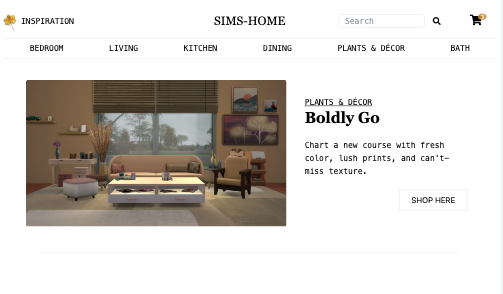 INSPIRATION
SIMS-HOME
Search
BEDROOM LIVING KITCHEN DINING PLANTS & DÉCOR BATH
PLANTS & DÉCOR
Boldly Go
Chart a new course with fresh
color, lush prints, and can't-
miss texture.
SHOP HERE